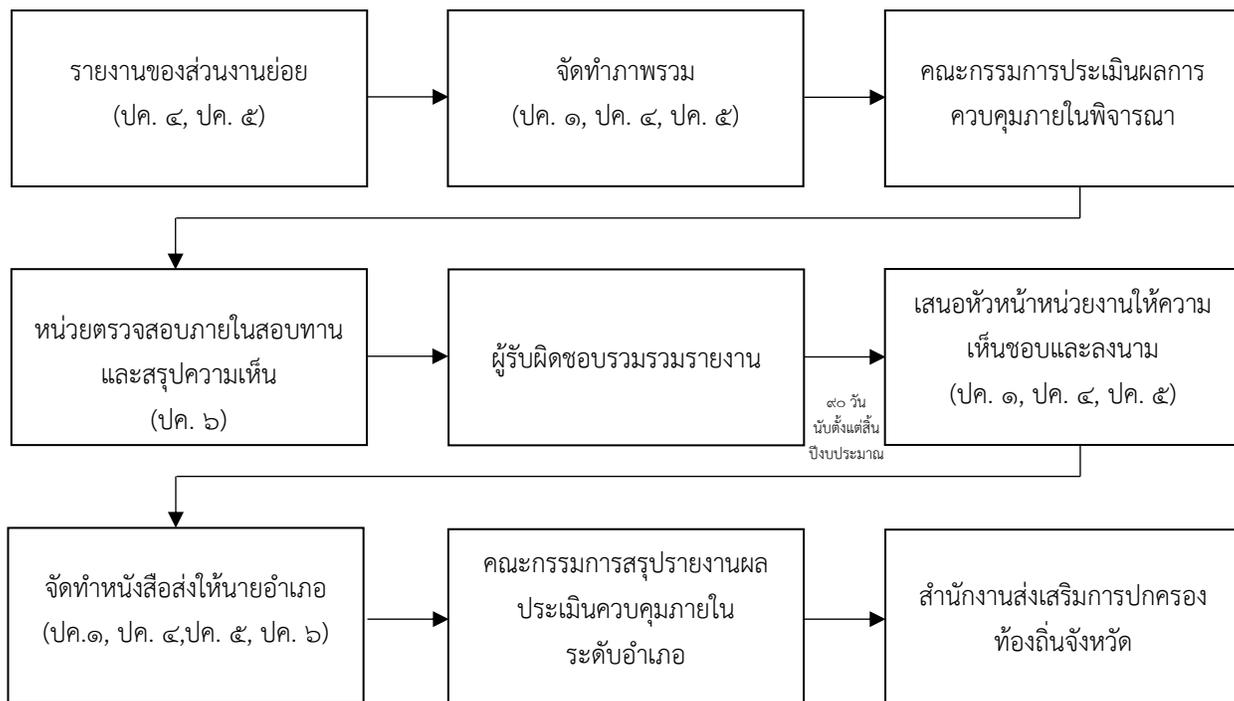 รายงานของส่วนงานย่อย
(ปค. ๔, ปค. ๕)
จัดทำภาพรวม
(ปค. ๑, ปค. ๔, ปค. ๕)
คณะกรรมการประเมินผลการ
ควบคุมภายในพิจารณา
หน่วยตรวจสอบภายในสอบทาน
และสรุปความเห็น
(ปค. ๖)
ผู้รับผิดชอบรวมรวมรายงาน
๙๐ วัน
นับตั้งแต่สิ้น
ปีงบประมาณ
เสนอหัวหน้าหน่วยงานให้ความ
เห็นชอบและลงนาม
(ปค. ๑, ปค. ๔, ปค. ๕)
จัดทำหนังสือส่งให้นายอำเภอ
(ปค.๑, ปค. ๔,ปค. ๕, ปค. ๖)
คณะกรรมการสรุปรายงานผล
ประเมินควบคุมภายใน
ระดับอำเภอ
สำนักงานส่งเสริมการปกครอง
ท้องถิ่นจังหวัด